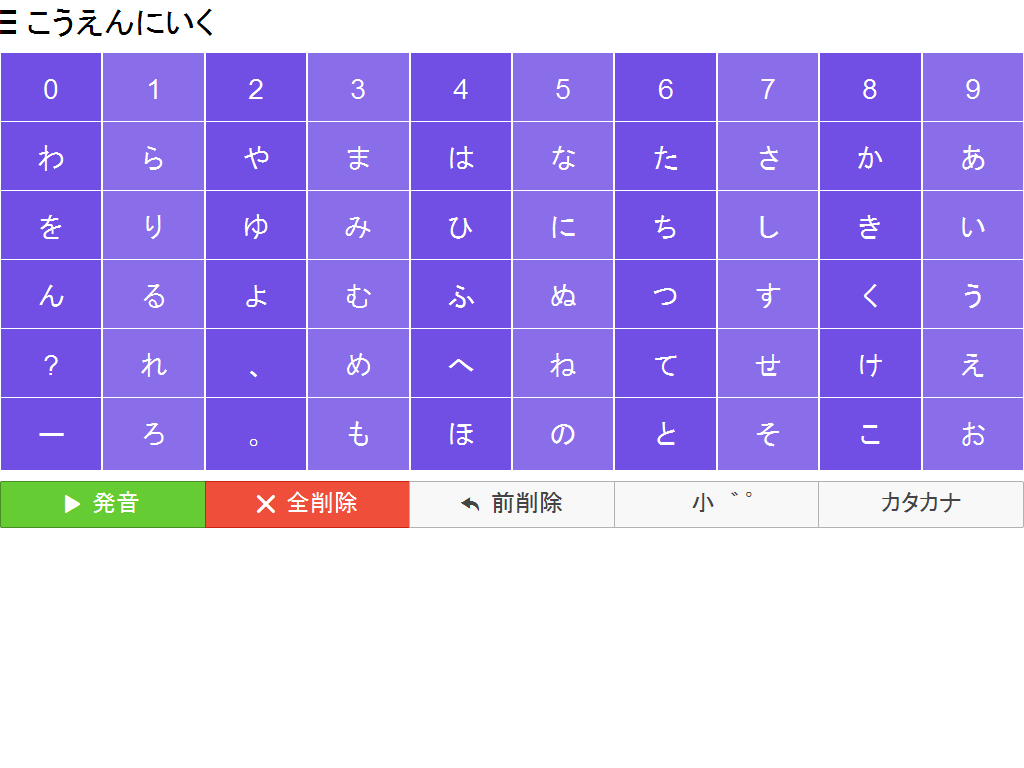 ☰ こうえんにいく
0 1 2 3 4 5 6 7 8 9
わ ら や ま は な た さ か あ
を り ゆ み ひ に ち し き い
ん る よ む ふ ぬ つ す く う
? れ 、 め へ ね て せ け え
ー ろ 。 も ほ の と そ こ お
発音 全削除 前削除 小 ゛゜ カタカナ